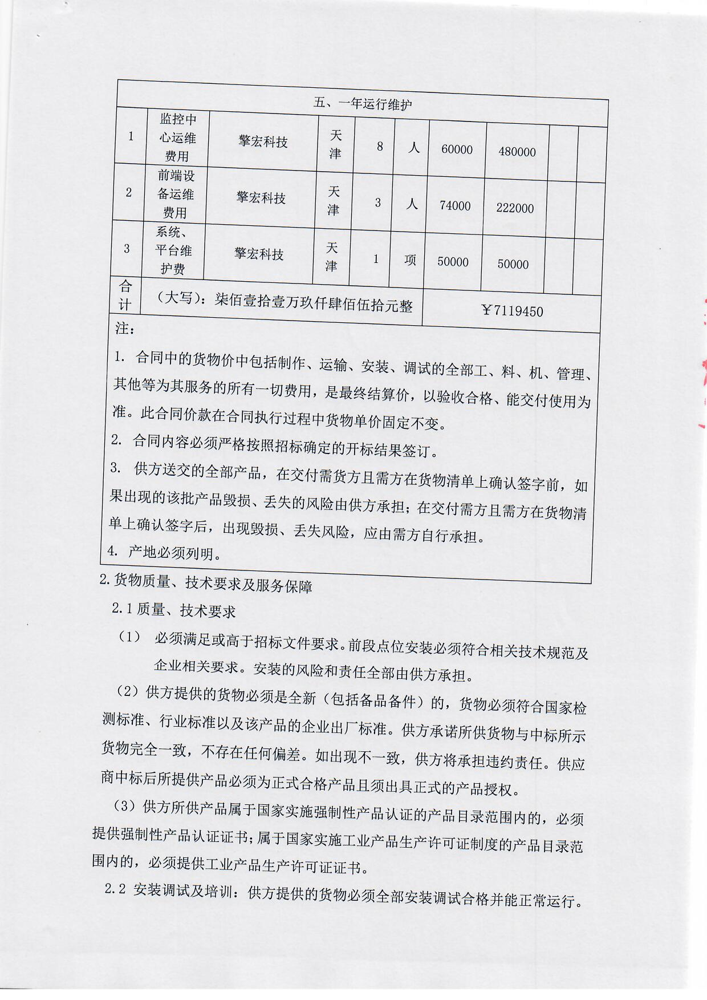 五、一年运行维护
1 监控中心运维费用 擎宏科技 天津 8 人 60000 480000
2 前端设备运维费用 擎宏科技 天津 3 人 74000 222000
3 系统、平台维护费 擎宏科技 天津 1 项 50000 50000
合计 （大写）：柒佰壹拾壹万玖仟肆佰伍拾元整 ￥7119450
注：
1. 合同中的货物价中包括制作、运输、安装、调试的全部工、料、机、管理、
其他等为其服务的所有一切费用，是最终结算价，以验收合格、能交付使用为
准。此合同价款在合同执行过程中货物单价固定不变。
2. 合同内容必须严格按照招标确定的开标结果签订。
3. 供方送交的全部产品，在交付需货方且需方在货物清单上确认签字前，如
果出现的该批产品毁损、丢失的风险由供方承担；在交付需方且需方在货物清
单上确认签字后，出现毁损、丢失风险，应由需方自行承担。
4. 产地必须列明。
2.货物质量、技术要求及服务保障
2.1 质量、技术要求
（1） 必须满足或高于招标文件要求。前段点位安装必须符合相关技术规范及
企业相关要求。安装的风险和责任全部由供方承担。
（2）供方提供的货物必须是全新（包括备品备件）的，货物必须符合国家检
测标准、行业标准以及该产品的企业出厂标准。供方承诺所供货物与中标所示
货物完全一致，不存在任何偏差。如出现不一致，供方将承担违约责任。供应
商中标后所提供产品必须为正式合格产品且须出具正式的产品授权。
（3）供方所供产品属于国家实施强制性产品认证的产品目录范围内的，必须
提供强制性产品认证证书；属于国家实施工业产品生产许可证制度的产品目录范
围内的，必须提供工业产品生产许可证证书。
2.2 安装调试及培训：供方提供的货物必须全部安装调试合格并能正常运行。